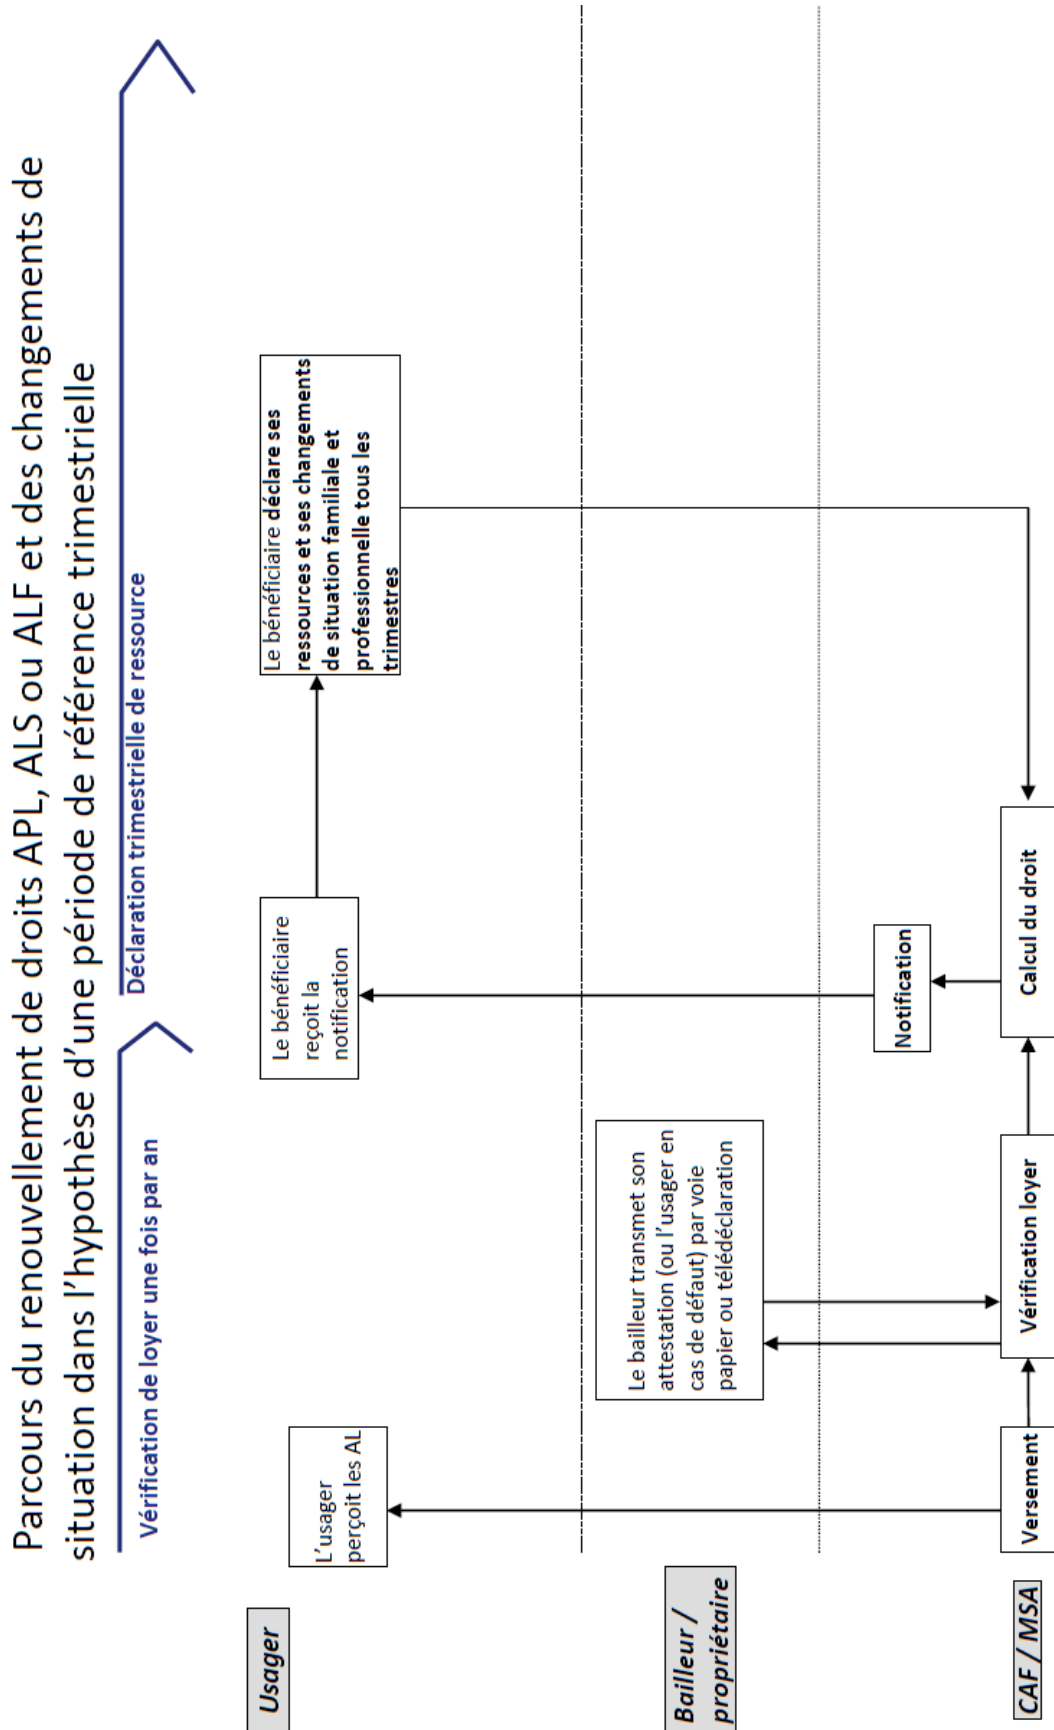 Parcours du renouvellement de droits APL, ALS ou ALF et des changements de
situation dans l'hypothèse d'une période de référence trimestrielle
Vérification de loyer une fois par an
Déclaration trimestrielle de ressource
Usager
L'usager
perçoit les AL
Le bénéficiaire
reçoit la
notification
Le bénéficiaire déclare ses
ressources et ses changements
de situation familiale et
professionnelle tous les
trimestres
Bailleur /
propriétaire
Le bailleur transmet son
attestation (ou l'usager en
cas de défaut) par voie
papier ou télédéclaration
Notification
CAF / MSA
Versement
Vérification loyer
Calcul du droit